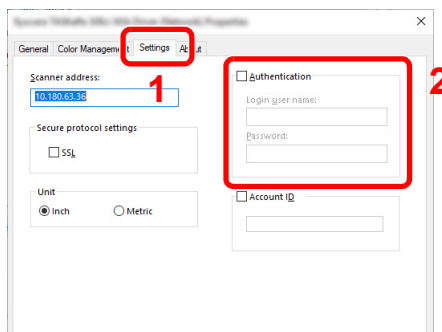 Properties
General
Color Management
Settings
About
1
Scanner address:
10.180.63.36
Secure protocol settings
SSL
Unit
Inch
Metric
2
Authentication
Login user name:
Password:
Account ID